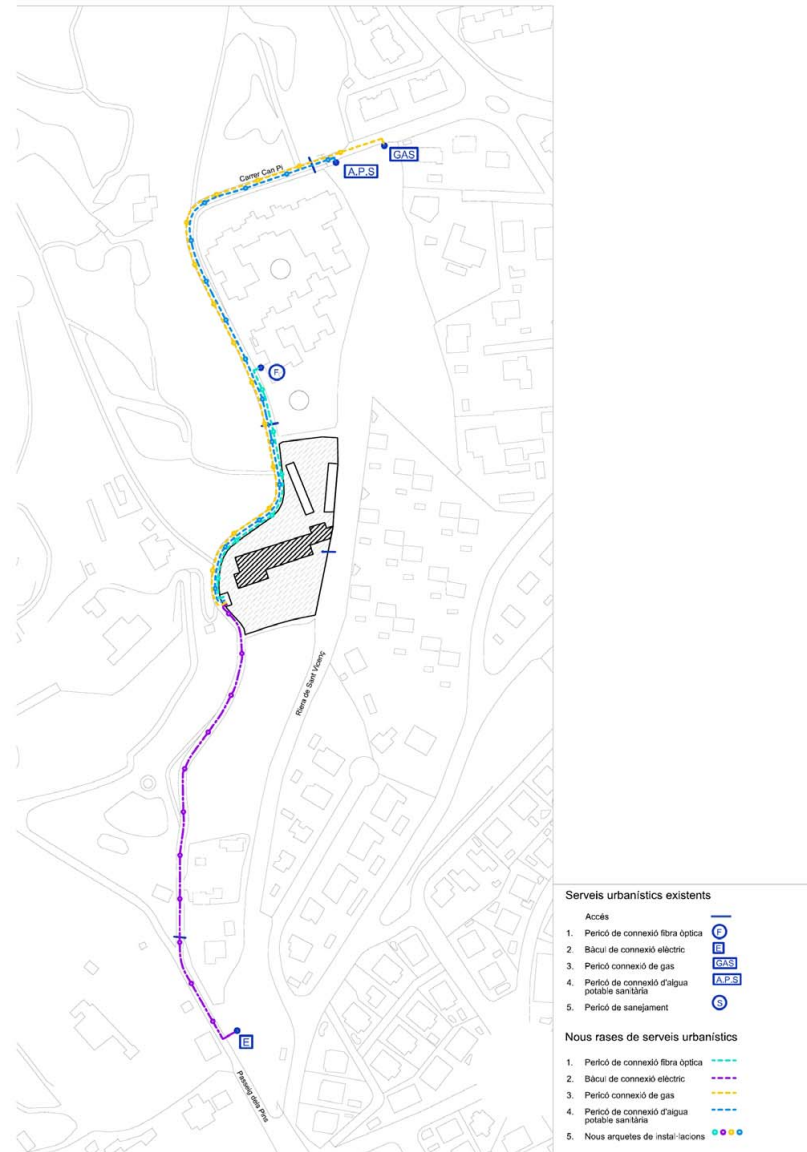 GAS
A.P.S
Carrer Can Pi
F
Riera de Sant Vicenç
E
Passeig dels Pins
Serveis urbanístics existents
Accés
1. Pericó de connexió fibra òptica F
2. Bàcul de connexió elèctric E
3. Pericó connexió de gas GAS
4. Pericó de connexió d'aigua A.P.S
potable sanitària
5. Pericó de sanejament S
Nous rases de serveis urbanístics
1. Pericó de connexió fibra òptica
2. Bàcul de connexió elèctric
3. Pericó connexió de gas
4. Pericó de connexió d'aigua
potable sanitària
5. Nous arquetes de instal·lacions